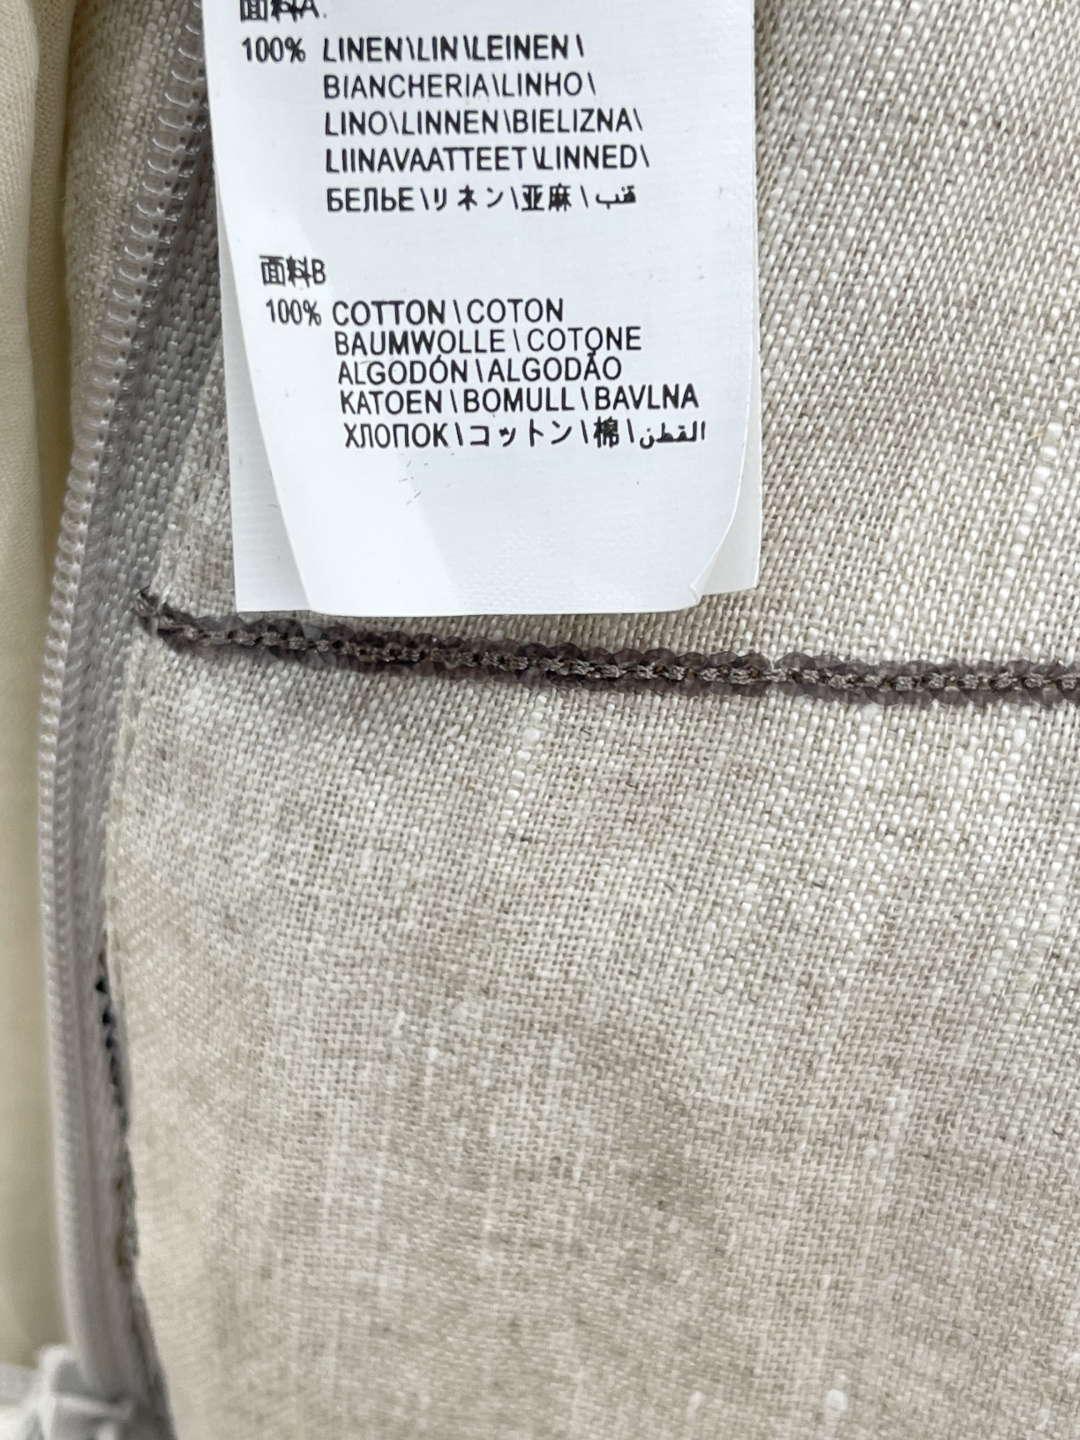 面料A:
100% LINEN\LIN\LEINEN\
BIANCHERIA\LINHO\
LINO\LINNEN\BIELIZNA\
LIINAVAATTEET\LINNED\
БЕЛЬЕ\リネン\亚麻\قنب
面料B
100% COTTON\COTON
BAUMWOLLE\COTONE
ALGODÓN\ALGODÃO
KATOEN\BOMULL\BAVLNA
ХЛОПОК\コットン\棉\القطن